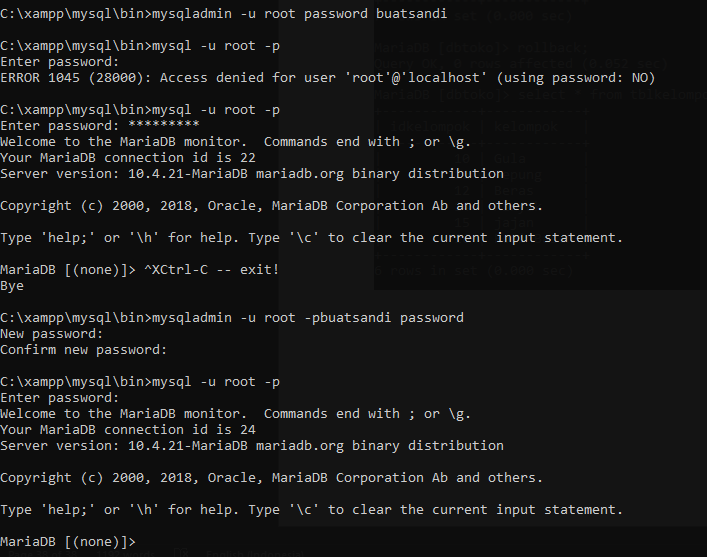 C:\xampp\mysql\bin>mysqladmin -u root password buatsandi
C:\xampp\mysql\bin>mysql -u root -p
Enter password:
ERROR 1045 (28000): Access denied for user 'root'@'localhost' (using password: NO)
C:\xampp\mysql\bin>mysql -u root -p
Enter password: *********
Welcome to the MariaDB monitor.  Commands end with ; or \g.
Your MariaDB connection id is 22
Server version: 10.4.21-MariaDB mariadb.org binary distribution
Copyright (c) 2000, 2018, Oracle, MariaDB Corporation Ab and others.
Type 'help;' or '\h' for help. Type '\c' to clear the current input statement.
MariaDB [(none)]> ^XCtrl-C -- exit!
Bye
C:\xampp\mysql\bin>mysqladmin -u root -pbuatsandi password
New password:
Confirm new password:
C:\xampp\mysql\bin>mysql -u root -p
Enter password:
Welcome to the MariaDB monitor.  Commands end with ; or \g.
Your MariaDB connection id is 24
Server version: 10.4.21-MariaDB mariadb.org binary distribution
Copyright (c) 2000, 2018, Oracle, MariaDB Corporation Ab and others.
Type 'help;' or '\h' for help. Type '\c' to clear the current input statement.
MariaDB [(none)]>